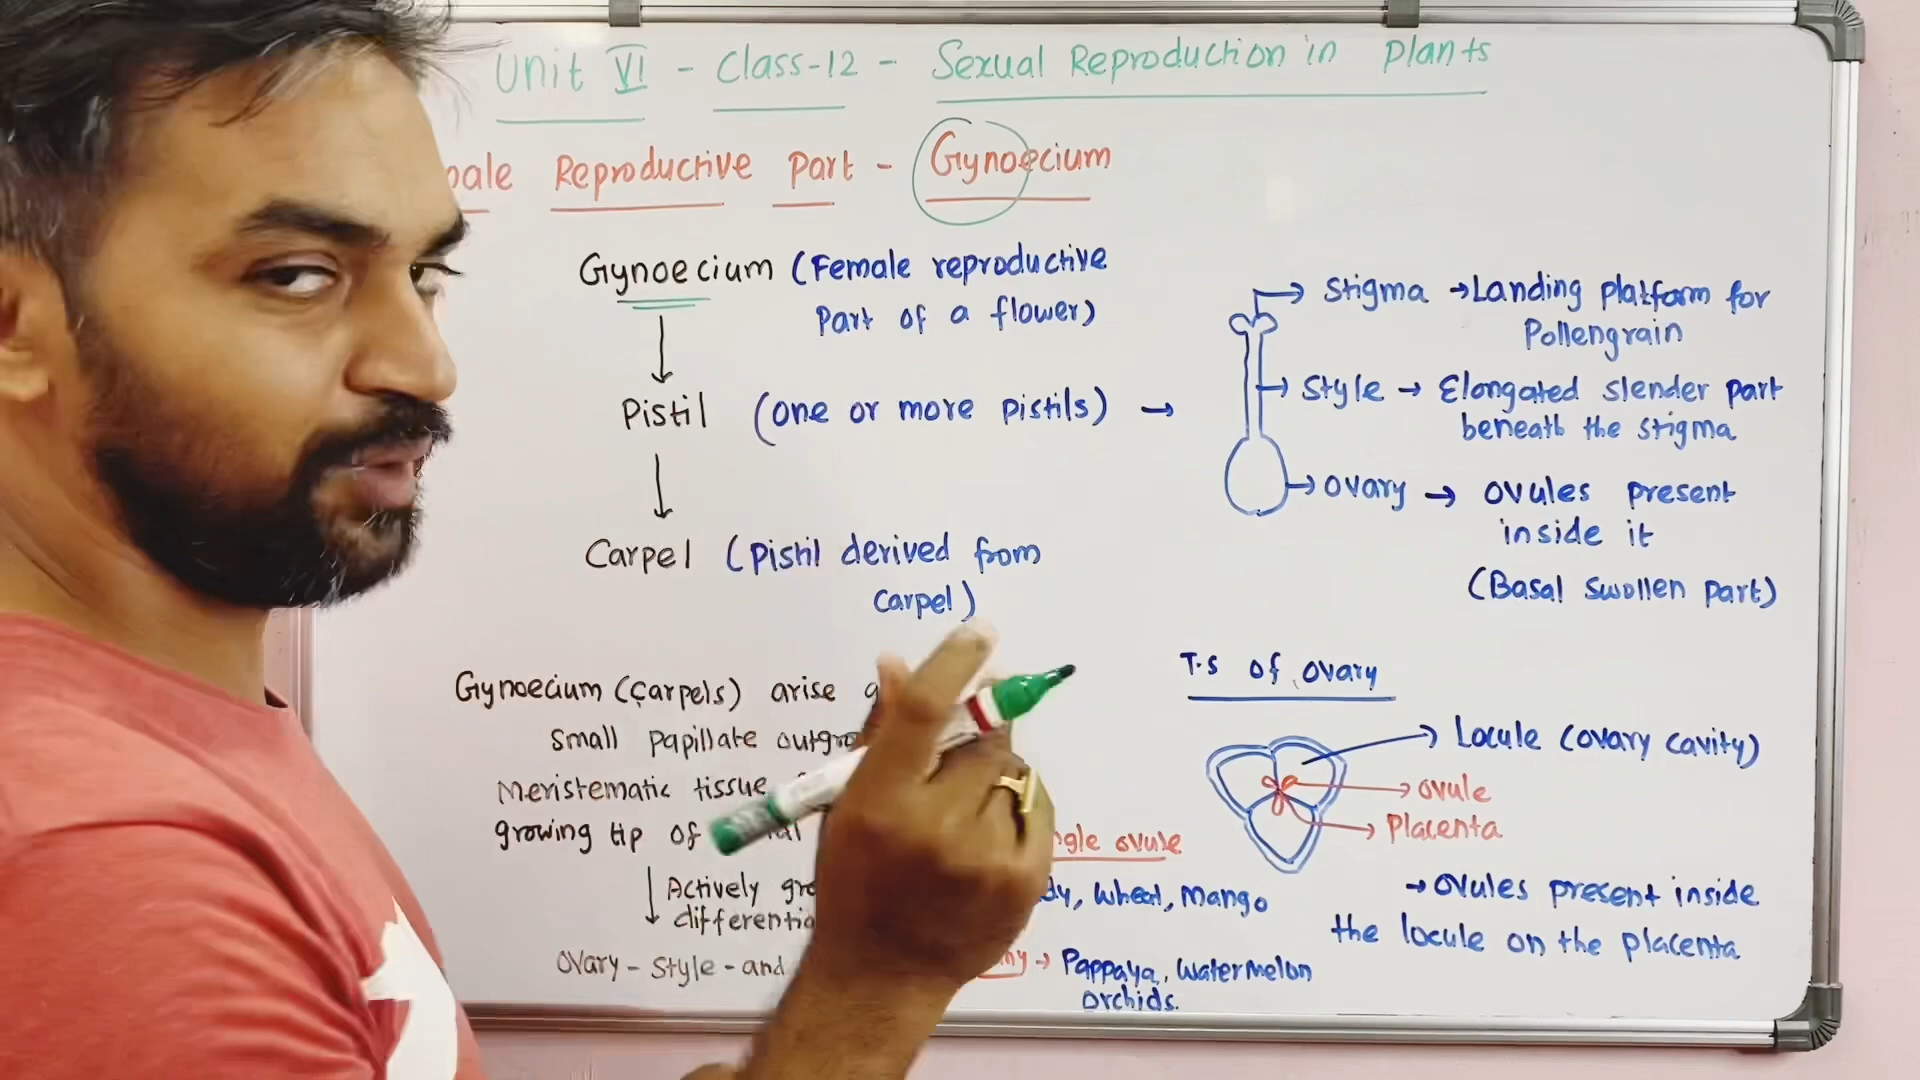 Unit VI - Class-12 - Sexual Reproduction in Plants
Reproductive Part - Gynoecium
Gynoecium (Female reproductive
Part of a flower)
Pistil (one or more pistils) →
Carpel (Pistil derived from
Carpel)
Stigma → Landing platform for
Pollengrain
Style → Elongated slender part
beneath the stigma
Ovary → Ovules present
inside it
(Basal swollen part)
Gynoecium (Carpels) arise
small papillate
Meristematic tissue
growing tip of
Actively
Ovary - Style - and
ovule
Wheat, Mango
→ Pappaya, Watermelon
Orchids.
T.S of Ovary
Locule (Ovary cavity)
→ Ovule
→ Placenta
→ Ovules present inside
the locule on the placenta